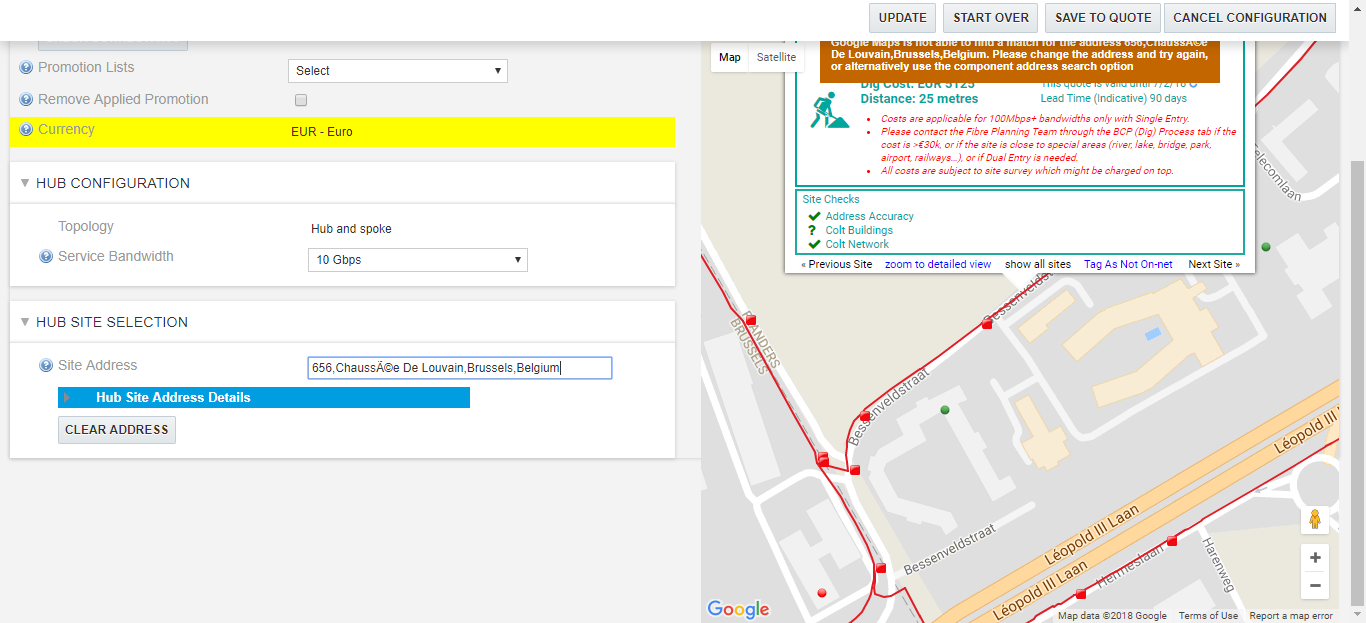 UPDATE
START OVER
SAVE TO QUOTE
CANCEL CONFIGURATION
Promotion Lists
Select
Remove Applied Promotion
Currency
EUR - Euro
HUB CONFIGURATION
Topology
Hub and spoke
Service Bandwidth
10 Gbps
HUB SITE SELECTION
Site Address
656,ChaussÃ©e De Louvain,Brussels,Belgium
Hub Site Address Details
CLEAR ADDRESS
Map
Satellite
Google Maps is not able to find a match for the address 656,ChaussÃ©e
De Louvain,Brussels,Belgium. Please change the address and try again,
or alternatively use the component address search option
Dig Cost: EUR 5125
Distance: 25 metres
This quote is valid until 7/2/18
Lead Time (Indicative) 90 days
Costs are applicable for 100Mbps+ bandwidths only with Single Entry.
Please contact the Fibre Planning Team through the BCP (Dig) Process tab if the
cost is >€30k, or if the site is close to special areas (river, lake, bridge, park,
airport, railways...), or if Dual Entry is needed.
All costs are subject to site survey which might be charged on top.
Site Checks
Address Accuracy
? Colt Buildings
Colt Network
« Previous Site
zoom to detailed view
show all sites
Tag As Not On-net
Next Site »
elecomlaan
Bessenveldstr
FLANDERS
BRUSSELS
Bessenveldstraat
Bessenveldstraat
Léopold III Laan
Léopold III Laan
Léopold III
Hermeslaan
Harenweg
+
−
Google
Map data ©2018 Google
Terms of Use
Report a map error